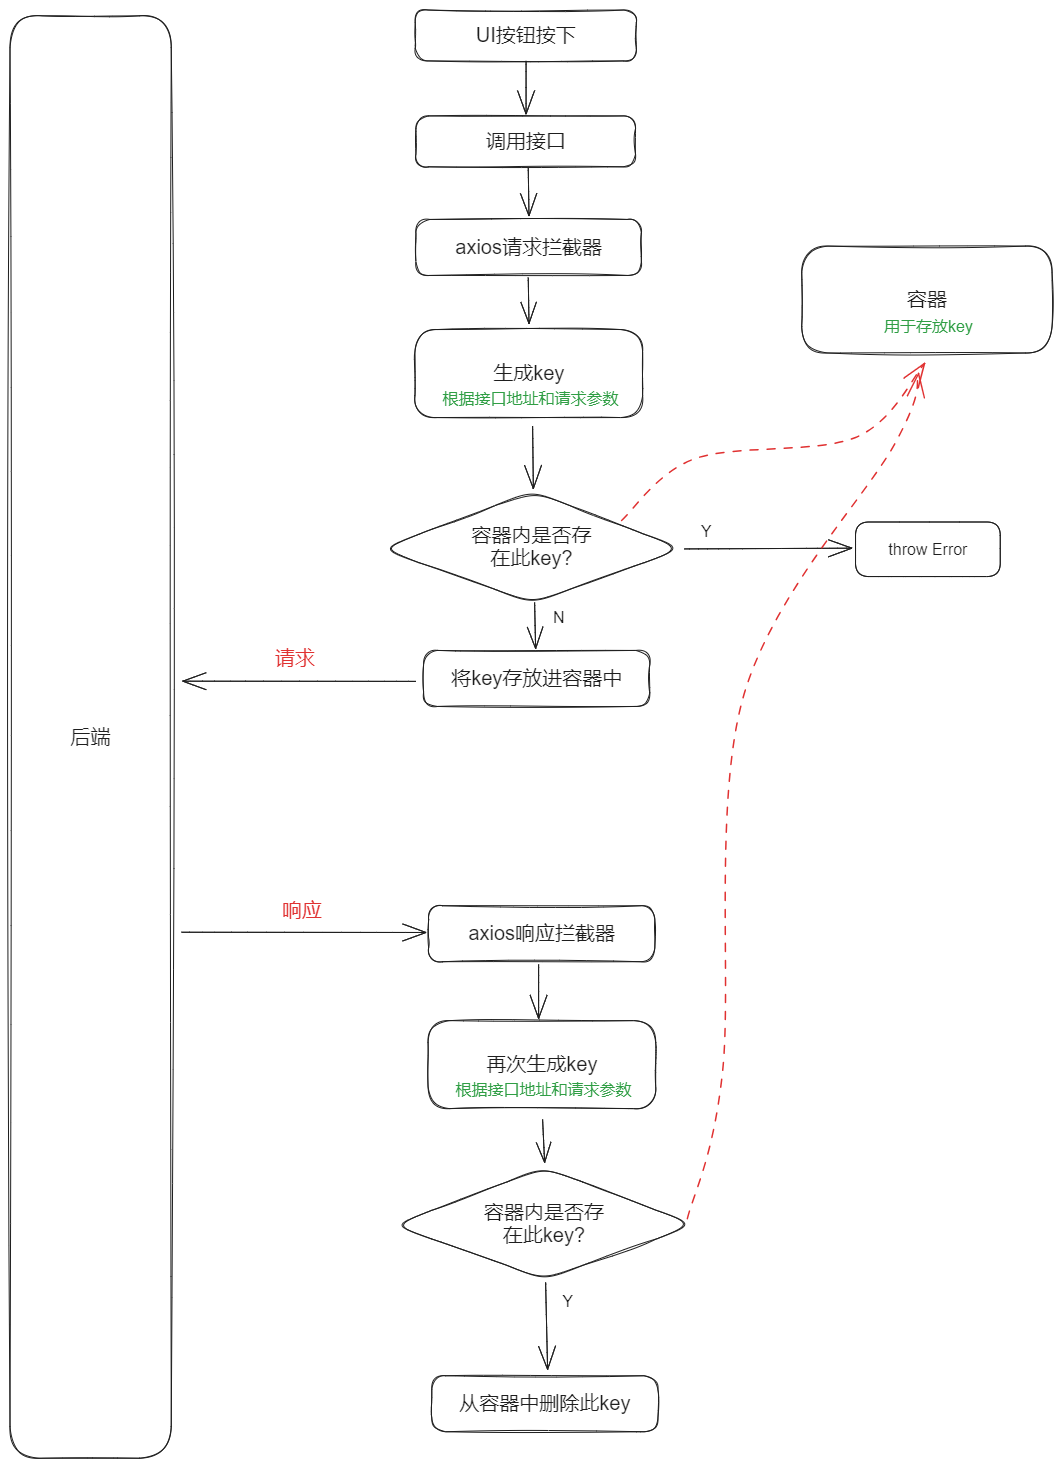 UI按钮按下
调用接口
axios请求拦截器
容器
用于存放key
生成key
根据接口地址和请求参数
容器内是否存
在此key?
Y
throw Error
N
请求
将key存放进容器中
后端
响应
axios响应拦截器
再次生成key
根据接口地址和请求参数
容器内是否存
在此key?
Y
从容器中删除此key